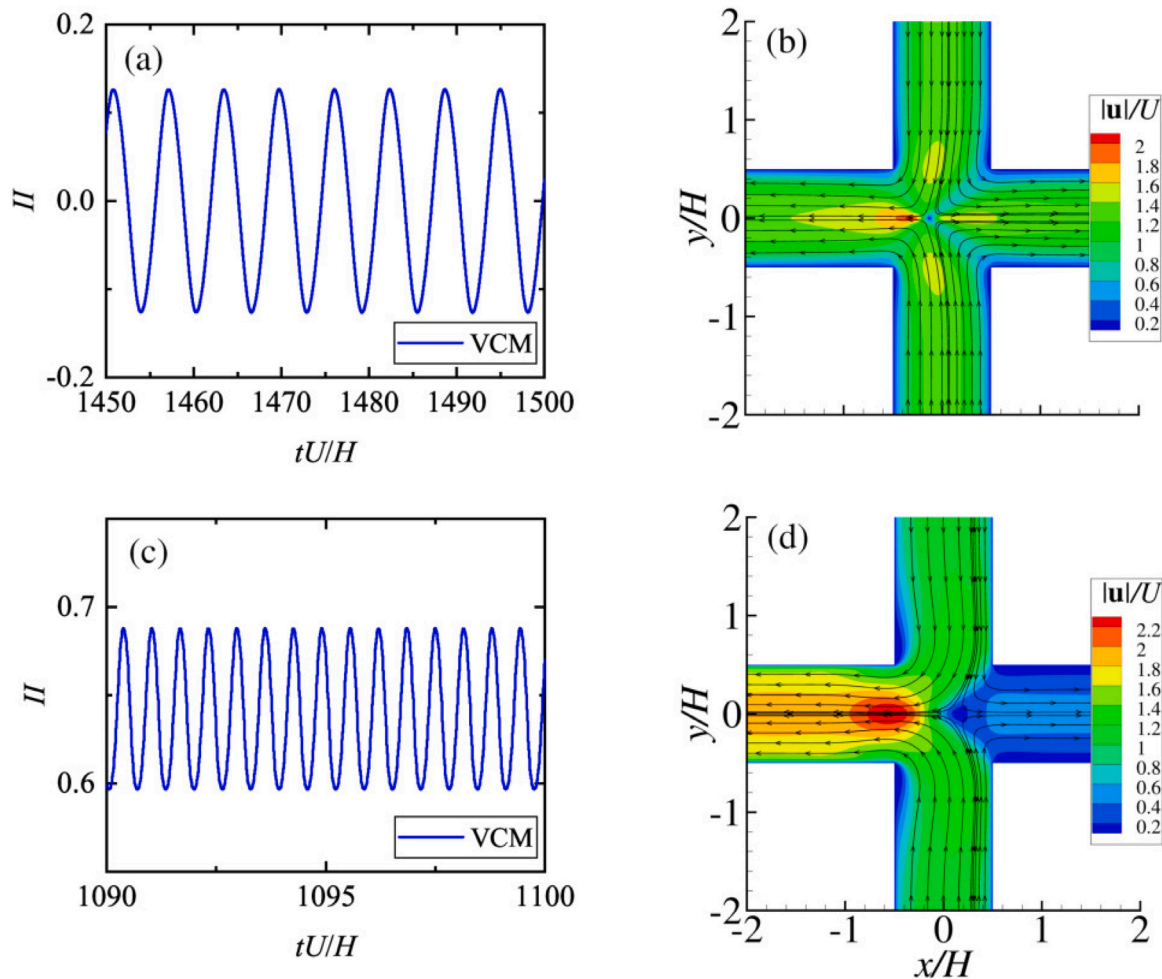 (a)
0.2
0.0
-0.2
II
1450 1460 1470 1480 1490 1500
tU/H
VCM
(b)
2
1
0
-1
-2
y/H
|u|/U
2
1.8
1.6
1.4
1.2
1
0.8
0.6
0.4
0.2
(c)
0.7
0.6
II
1090 1095 1100
tU/H
VCM
(d)
2
1
0
-1
-2
y/H
-2 -1 0 1 2
x/H
|u|/U
2.2
2
1.8
1.6
1.4
1.2
1
0.8
0.6
0.4
0.2